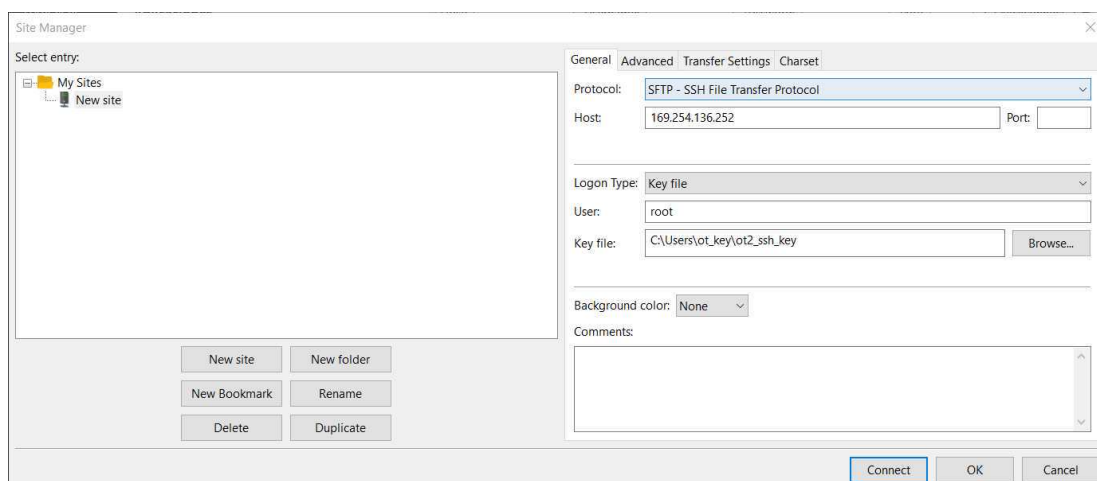 Site Manager
Select entry:
My Sites
New site
New site
New folder
New Bookmark
Rename
Delete
Duplicate
General Advanced Transfer Settings Charset
Protocol: SFTP - SSH File Transfer Protocol
Host: 169.254.136.252 Port:
Logon Type: Key file
User: root
Key file: C:\Users\ot_key\ot2_ssh_key Browse...
Background color: None
Comments:
Connect OK Cancel